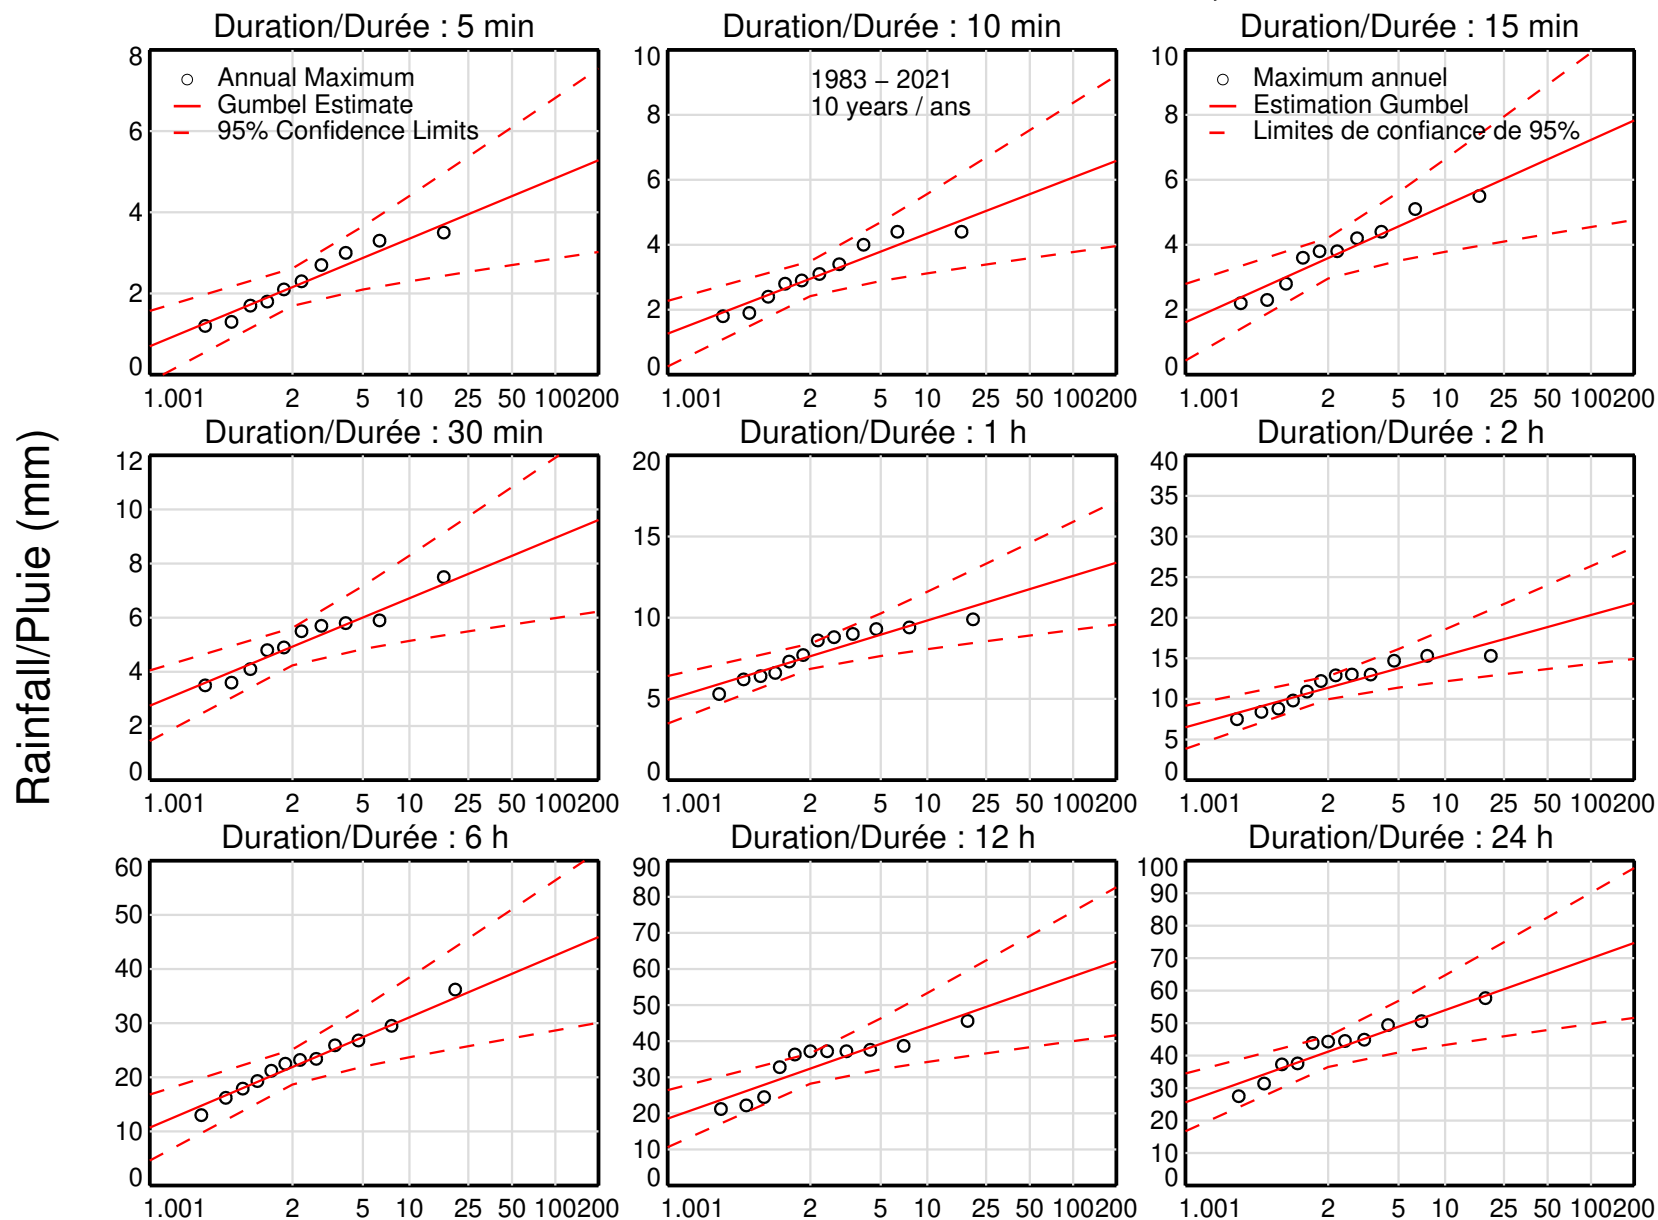 Duration/Durée : 5 min
8
6
4
2
0
Annual Maximum
Gumbel Estimate
95% Confidence Limits
1.001 2 5 10 25 50 100200
Duration/Durée : 10 min
10
8
6
4
2
0
1983 – 2021
10 years / ans
1.001 2 5 10 25 50 100200
Duration/Durée : 15 min
10
8
6
4
2
0
Maximum annuel
Estimation Gumbel
Limites de confiance de 95%
1.001 2 5 10 25 50 100200
Rainfall/Pluie (mm)
Duration/Durée : 30 min
12
10
8
6
4
2
0
1.001 2 5 10 25 50 100200
Duration/Durée : 1 h
20
15
10
5
0
1.001 2 5 10 25 50 100200
Duration/Durée : 2 h
40
35
30
25
20
15
10
5
0
1.001 2 5 10 25 50 100200
Duration/Durée : 6 h
60
50
40
30
20
10
0
1.001 2 5 10 25 50 100200
Duration/Durée : 12 h
90
80
70
60
50
40
30
20
10
0
1.001 2 5 10 25 50 100200
Duration/Durée : 24 h
100
90
80
70
60
50
40
30
20
10
0
1.001 2 5 10 25 50 100200